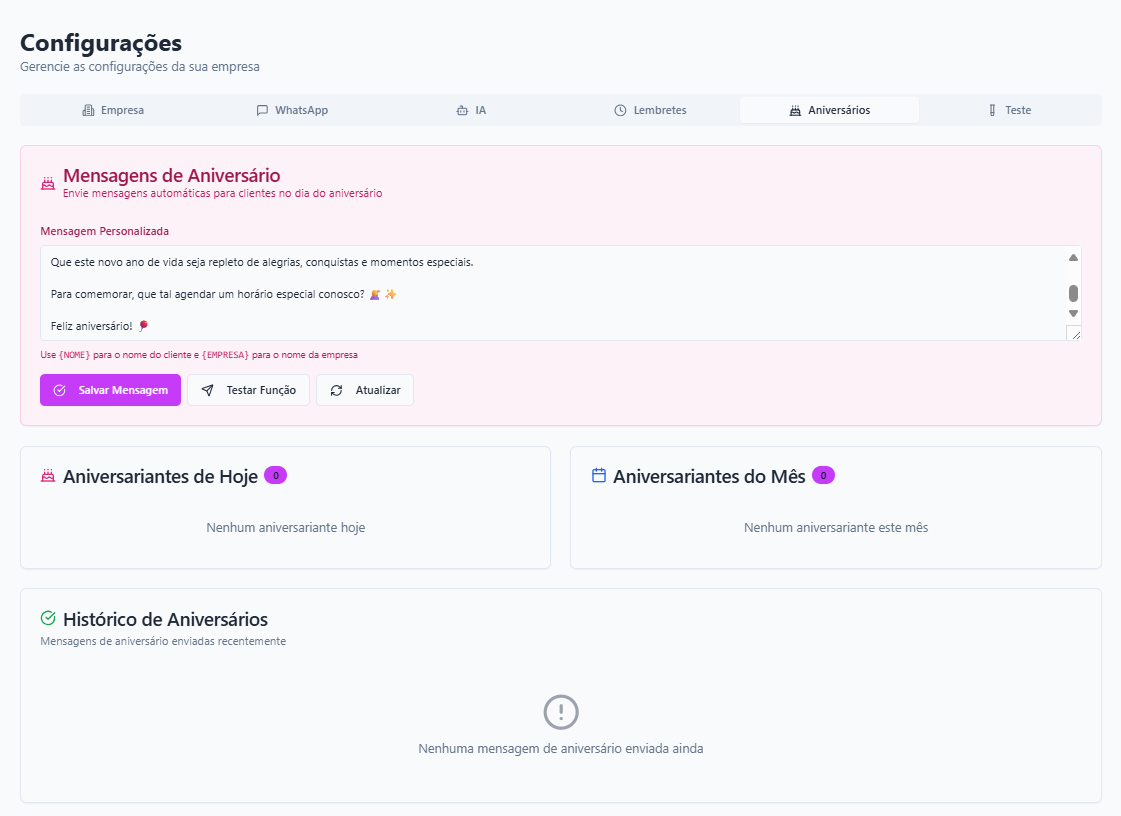 Configurações
Gerencie as configurações da sua empresa
Empresa
WhatsApp
IA
Lembretes
Aniversários
Teste
Mensagens de Aniversário
Envie mensagens automáticas para clientes no dia do aniversário
Mensagem Personalizada
Que este novo ano de vida seja repleto de alegrias, conquistas e momentos especiais.
Para comemorar, que tal agendar um horário especial conosco? 💇‍♀️ ✨
Feliz aniversário! 🎈
Use {NOME} para o nome do cliente e {EMPRESA} para o nome da empresa
Salvar Mensagem
Testar Função
Atualizar
Aniversariantes de Hoje 0
Nenhum aniversariante hoje
Aniversariantes do Mês 0
Nenhum aniversariante este mês
Histórico de Aniversários
Mensagens de aniversário enviadas recentemente
Nenhuma mensagem de aniversário enviada ainda